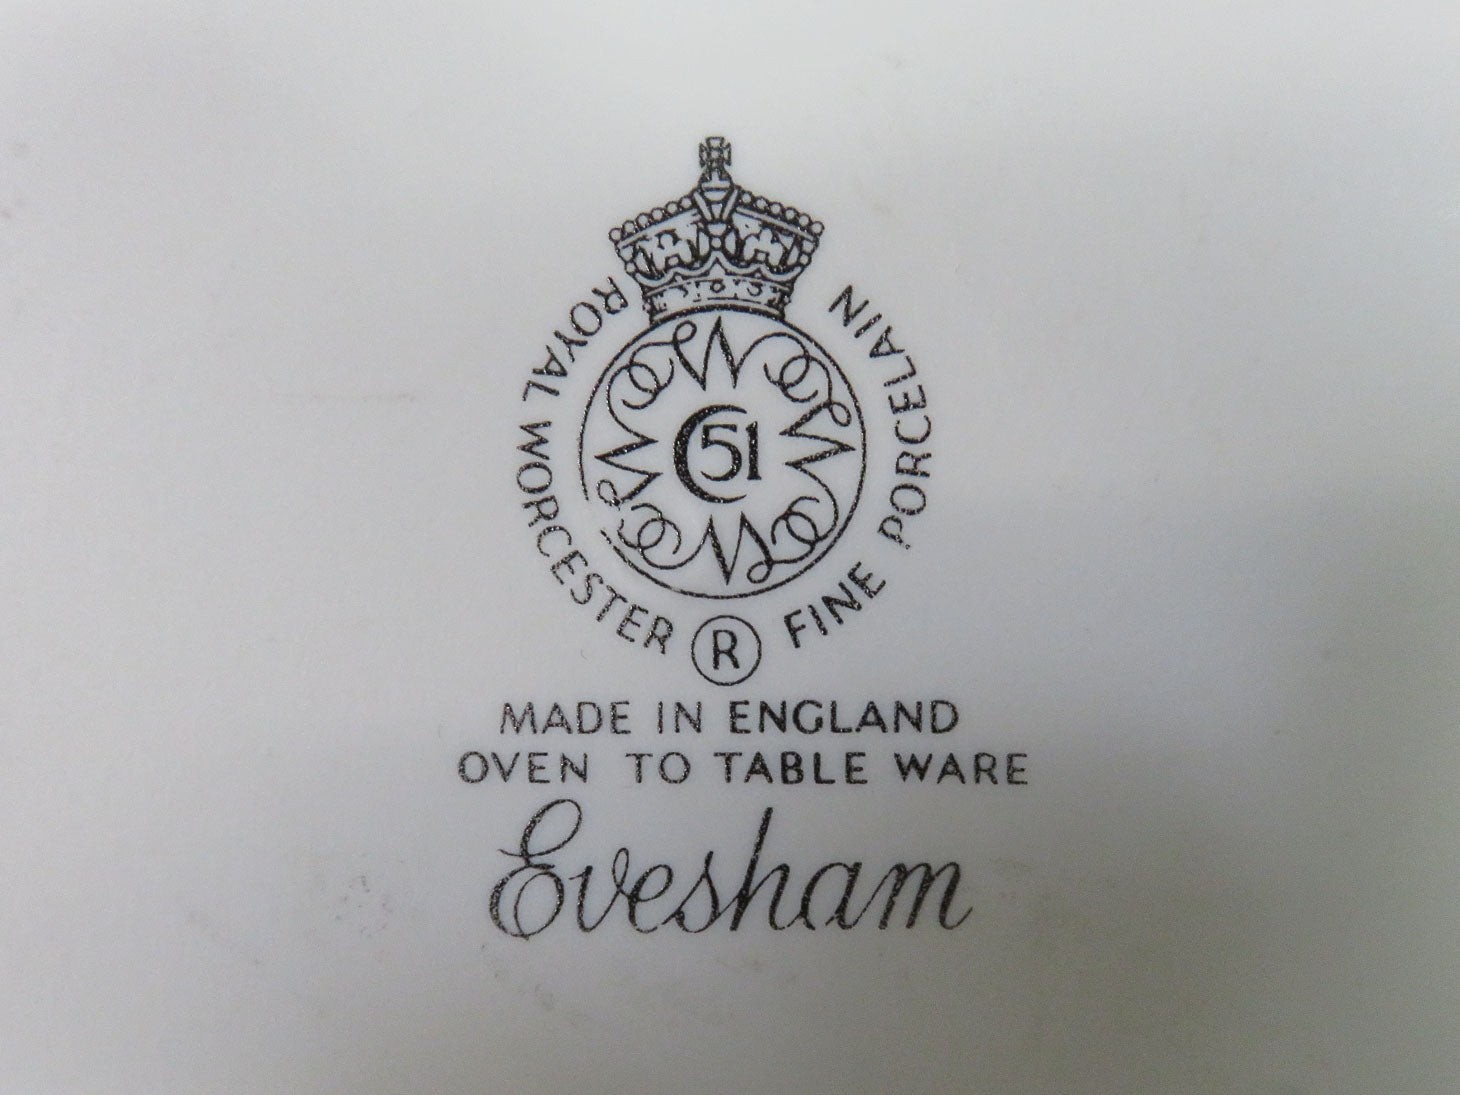 ROYAL WORCESTER ® FINE PORCELAIN
W W W W
C51
MADE IN ENGLAND
OVEN TO TABLE WARE
Evesham